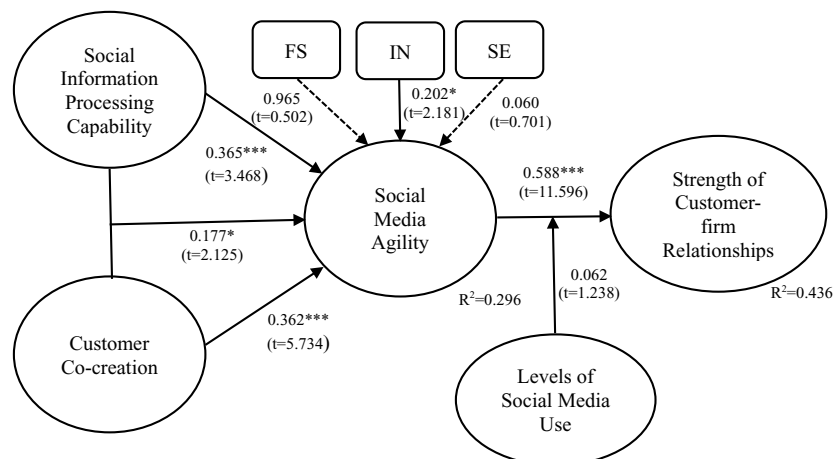 Social
Information
Processing
Capability
FS
IN
SE
0.965
(t=0.502)
0.202*
(t=2.181)
0.060
(t=0.701)
0.365***
(t=3.468)
Social
Media
Agility
0.588***
(t=11.596)
Strength of
Customer-
firm
Relationships
0.177*
(t=2.125)
0.062
(t=1.238)
R²=0.296
R²=0.436
0.362***
(t=5.734)
Customer
Co-creation
Levels of
Social Media
Use